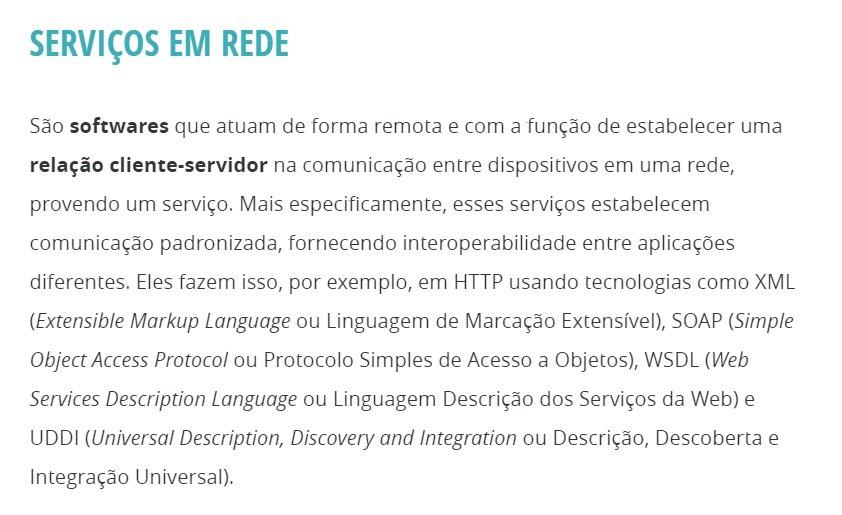 SERVIÇOS EM REDE
São softwares que atuam de forma remota e com a função de estabelecer uma
relação cliente-servidor na comunicação entre dispositivos em uma rede,
provendo um serviço. Mais especificamente, esses serviços estabelecem
comunicação padronizada, fornecendo interoperabilidade entre aplicações
diferentes. Eles fazem isso, por exemplo, em HTTP usando tecnologias como XML
(Extensible Markup Language ou Linguagem de Marcação Extensível), SOAP (Simple
Object Access Protocol ou Protocolo Simples de Acesso a Objetos), WSDL (Web
Services Description Language ou Linguagem Descrição dos Serviços da Web) e
UDDI (Universal Description, Discovery and Integration ou Descrição, Descoberta e
Integração Universal).